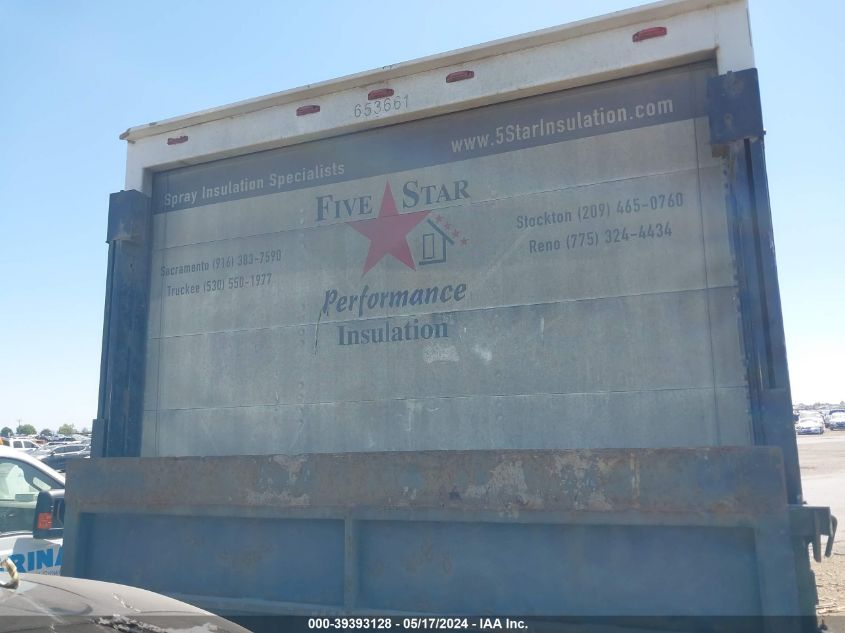 653661
www.5StarInsulation.com
Spray Insulation Specialists
FIVE STAR
Stockton (209) 465-0760
Reno (775) 324-4434
Sacramento (916) 383-7590
Truckee (530) 550-1977
Performance
Insulation
RINA
000-39393128 - 05/17/2024 - IAA Inc.